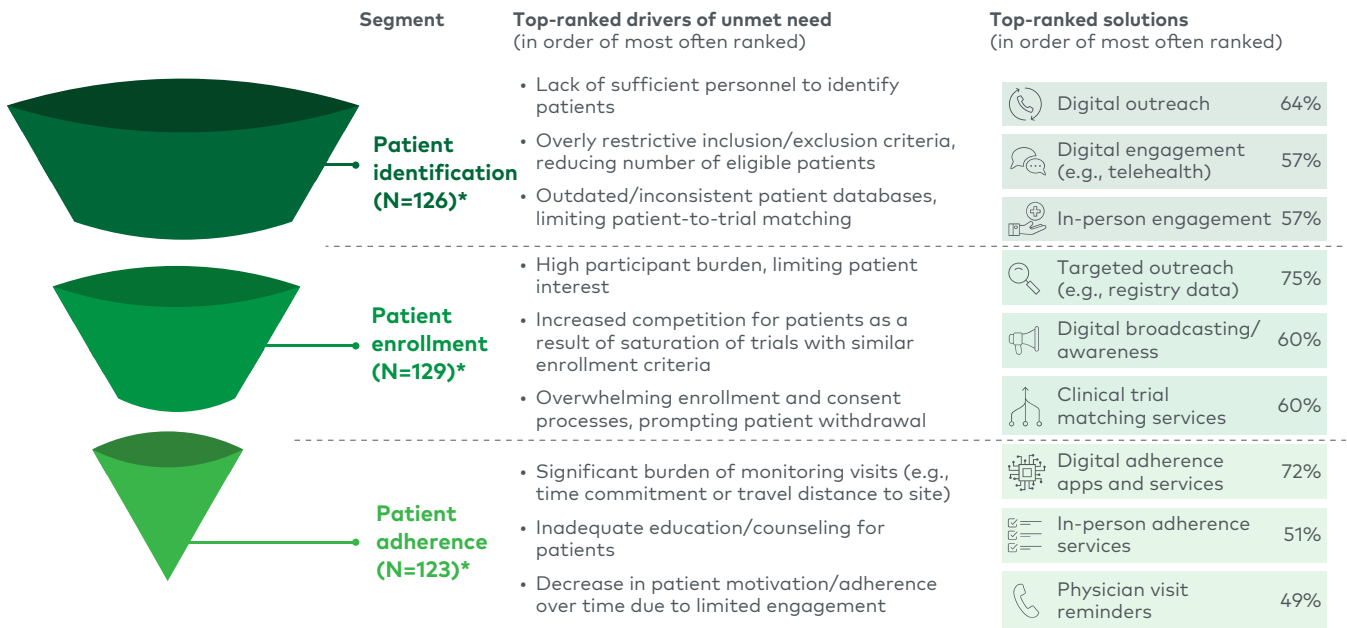 Segment
Top-ranked drivers of unmet need
(in order of most often ranked)
Top-ranked solutions
(in order of most often ranked)
Patient
identification
(N=126)*
• Lack of sufficient personnel to identify
patients
• Overly restrictive inclusion/exclusion criteria,
reducing number of eligible patients
• Outdated/inconsistent patient databases,
limiting patient-to-trial matching
Digital outreach 64%
Digital engagement
(e.g., telehealth) 57%
In-person engagement 57%
Patient
enrollment
(N=129)*
• High participant burden, limiting patient
interest
• Increased competition for patients as a
result of saturation of trials with similar
enrollment criteria
• Overwhelming enrollment and consent
processes, prompting patient withdrawal
Targeted outreach
(e.g., registry data) 75%
Digital broadcasting/
awareness 60%
Clinical trial
matching services 60%
Patient
adherence
(N=123)*
• Significant burden of monitoring visits (e.g.,
time commitment or travel distance to site)
• Inadequate education/counseling for
patients
• Decrease in patient motivation/adherence
over time due to limited engagement
Digital adherence
apps and services 72%
In-person adherence
services 51%
Physician visit
reminders 49%